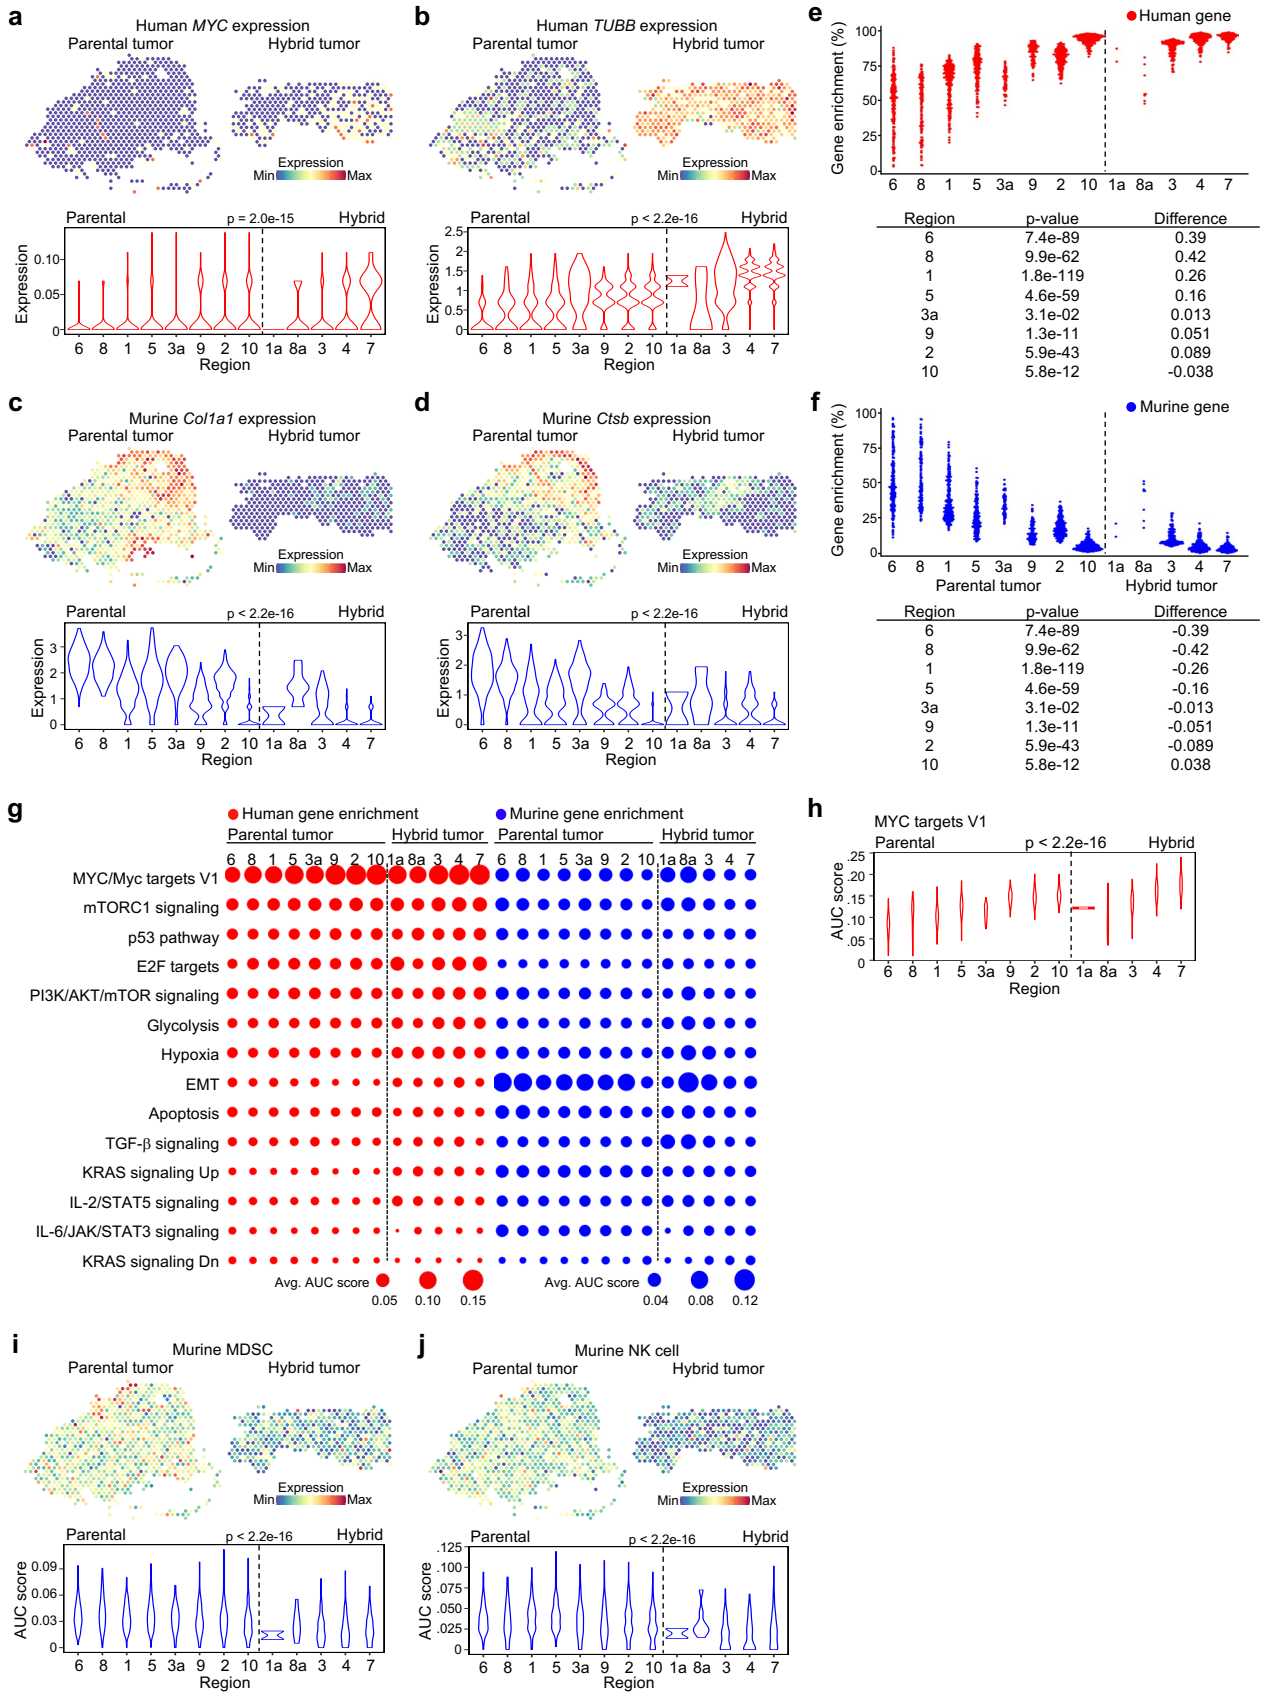 a
Human MYC expression
Parental tumor
Hybrid tumor
Expression
Min
Max
Parental
p = 2.0e-15
Hybrid
Expression
0.10
0.05
0
6 8 1 5 3a 9 2 10 1a 8a 3 4 7
Region
b
Human TUBB expression
Parental tumor
Hybrid tumor
Expression
Min
Max
Parental
p < 2.2e-16
Hybrid
Expression
2.5
2.0
1.5
1.0
0.5
0
6 8 1 5 3a 9 2 10 1a 8a 3 4 7
Region
e
Human gene
Gene enrichment (%)
100
75
50
25
0
6 8 1 5 3a 9 2 10 1a 8a 3 4 7
Region p-value Difference
6 7.4e-89 0.39
8 9.9e-62 0.42
1 1.8e-119 0.26
5 4.6e-59 0.16
3a 3.1e-02 0.013
9 1.3e-11 0.051
2 5.9e-43 0.089
10 5.8e-12 -0.038
c
Murine Col1a1 expression
Parental tumor
Hybrid tumor
Expression
Min
Max
Parental
p < 2.2e-16
Hybrid
Expression
3
2
1
0
6 8 1 5 3a 9 2 10 1a 8a 3 4 7
Region
d
Murine Ctsb expression
Parental tumor
Hybrid tumor
Expression
Min
Max
Parental
p < 2.2e-16
Hybrid
Expression
3
2
1
0
6 8 1 5 3a 9 2 10 1a 8a 3 4 7
Region
f
Murine gene
Gene enrichment (%)
100
75
50
25
0
6 8 1 5 3a 9 2 10 1a 8a 3 4 7
Parental tumor
Hybrid tumor
Region p-value Difference
6 7.4e-89 -0.39
8 9.9e-62 -0.42
1 1.8e-119 -0.26
5 4.6e-59 -0.16
3a 3.1e-02 -0.013
9 1.3e-11 -0.051
2 5.9e-43 -0.089
10 5.8e-12 0.038
g
Human gene enrichment
Murine gene enrichment
Parental tumor
Hybrid tumor
Parental tumor
Hybrid tumor
6 8 1 5 3a 9 2 10 1a 8a 3 4 7 6 8 1 5 3a 9 2 10 1a 8a 3 4 7
MYC/Myc targets V1
mTORC1 signaling
p53 pathway
E2F targets
PI3K/AKT/mTOR signaling
Glycolysis
Hypoxia
EMT
Apoptosis
TGF-β signaling
KRAS signaling Up
IL-2/STAT5 signaling
IL-6/JAK/STAT3 signaling
KRAS signaling Dn
Avg. AUC score
0.05
0.10
0.15
Avg. AUC score
0.04
0.08
0.12
h
MYC targets V1
Parental
p < 2.2e-16
Hybrid
AUC score
.25
.20
.15
.10
.05
0
6 8 1 5 3a 9 2 10 1a 8a 3 4 7
Region
i
Murine MDSC
Parental tumor
Hybrid tumor
Expression
Min
Max
Parental
p < 2.2e-16
Hybrid
AUC score
0.09
0.06
0.03
0
6 8 1 5 3a 9 2 10 1a 8a 3 4 7
Region
j
Murine NK cell
Parental tumor
Hybrid tumor
Expression
Min
Max
Parental
p < 2.2e-16
Hybrid
AUC score
.125
.100
.075
.050
.025
0
6 8 1 5 3a 9 2 10 1a 8a 3 4 7
Region